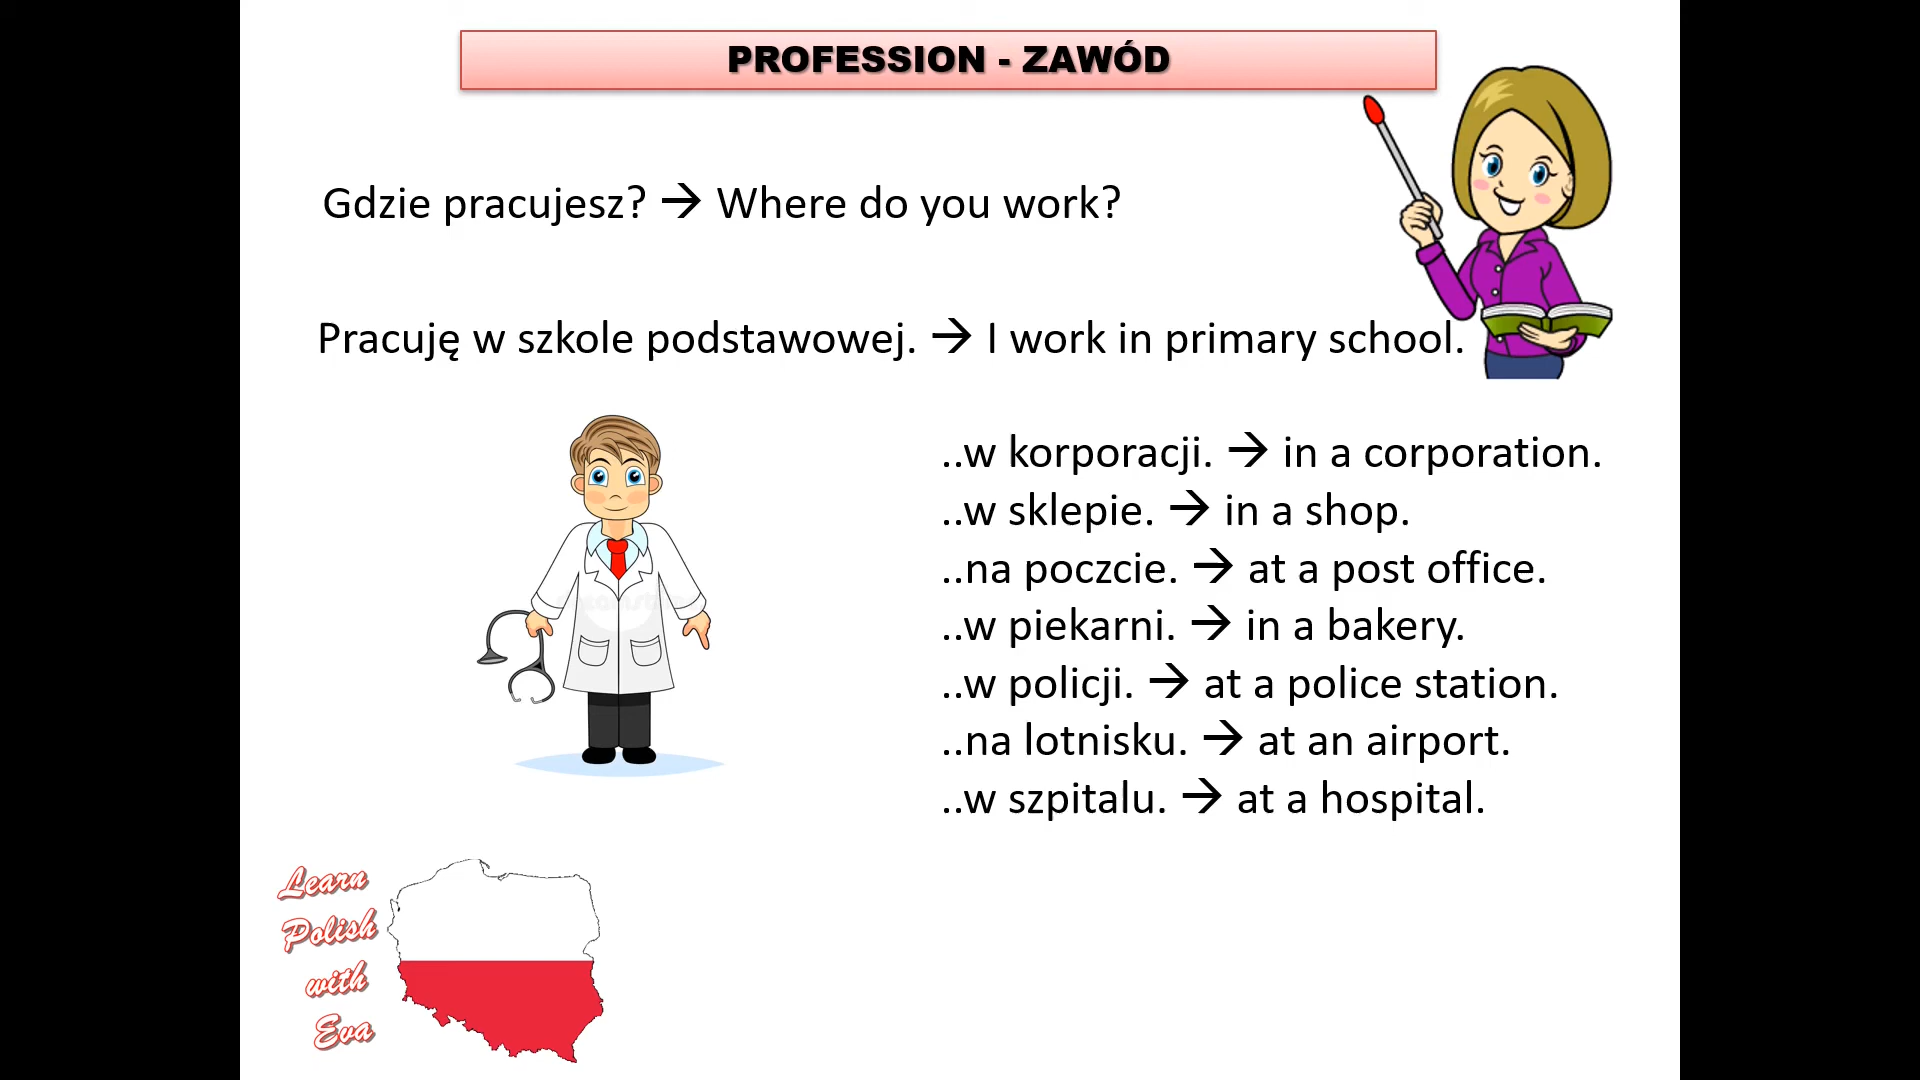 PROFESSION - ZAWÓD
Gdzie pracujesz? → Where do you work?
Pracuję w szkole podstawowej. → I work in primary school.
..w korporacji. → in a corporation.
..w sklepie. → in a shop.
..na poczcie. → at a post office.
..w piekarni. → in a bakery.
..w policji. → at a police station.
..na lotnisku. → at an airport.
..w szpitalu. → at a hospital.
Learn
Polish
with
Eva